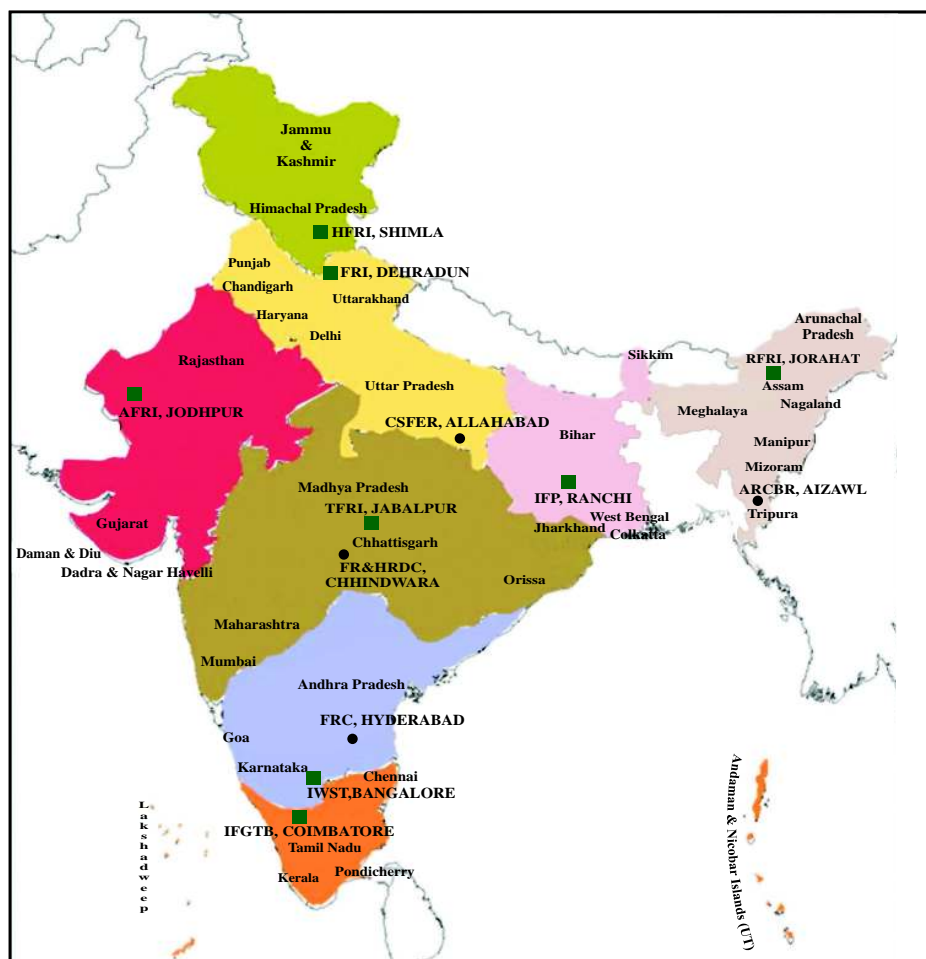 Jammu
&
Kashmir
Himachal Pradesh
HFRI, SHIMLA
Punjab
FRI, DEHRADUN
Chandigarh
Uttarakhand
Haryana
Delhi
Arunachal
Pradesh
Sikkim
RFRI, JORAHAT
Rajasthan
Assam
Uttar Pradesh
Nagaland
AFRI, JODHPUR
Meghalaya
CSFER, ALLAHABAD
Bihar
Manipur
Mizoram
Madhya Pradesh
IFP, RANCHI
ARCBR, AIZAWL
TFRI, JABALPUR
West Bengal
Tripura
Gujarat
Jharkhand
Colkatta
Chhattisgarh
Daman & Diu
Dadra & Nagar Havelli
FR&HRDC,
CHHINDWARA
Orissa
Maharashtra
Mumbai
Andhra Pradesh
FRC, HYDERABAD
Goa
Karnataka
Chennai
IWST,BANGALORE
IFGTB, COIMBATORE
Tamil Nadu
Pondicherry
Kerala
Lakshadweep
Andaman & Nicobar Islands (UT)